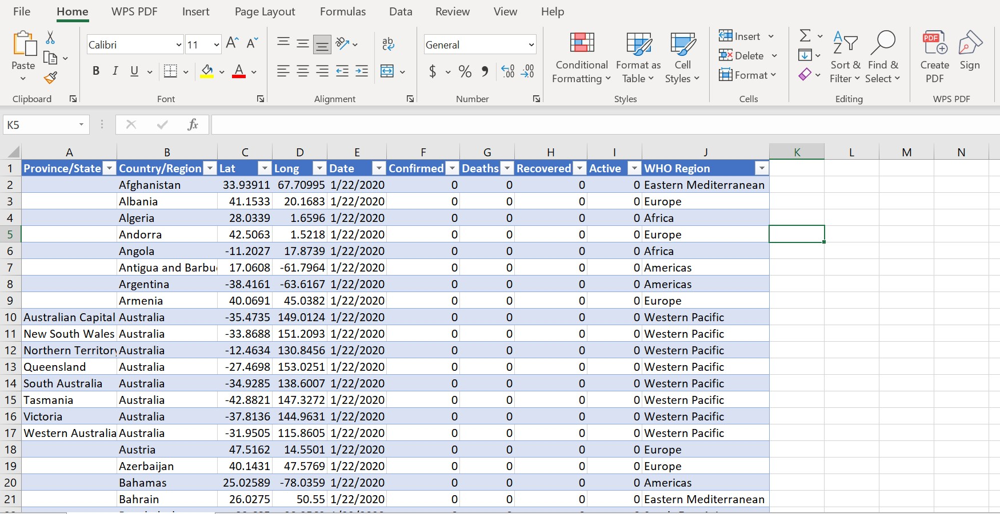 File Home WPS PDF Insert Page Layout Formulas Data Review View Help
Calibri 11 A A ab General Insert
Paste B I U A $ % , .00 .00 Conditional Formatting Format as Table Cell Styles Delete Format Sort & Filter Find & Select Create PDF Sign
Clipboard Font Alignment Number Styles Cells Editing WPS PDF
K5 fx
A B C D E F G H I J K L M N
1 Province/State Country/Region Lat Long Date Confirmed Deaths Recovered Active WHO Region
2 Afghanistan 33.93911 67.70995 1/22/2020 0 0 0 0 Eastern Mediterranean
3 Albania 41.1533 20.1683 1/22/2020 0 0 0 0 Europe
4 Algeria 28.0339 1.6596 1/22/2020 0 0 0 0 Africa
5 Andorra 42.5063 1.5218 1/22/2020 0 0 0 0 Europe
6 Angola -11.2027 17.8739 1/22/2020 0 0 0 0 Africa
7 Antigua and Barbu 17.0608 -61.7964 1/22/2020 0 0 0 0 Americas
8 Argentina -38.4161 -63.6167 1/22/2020 0 0 0 0 Americas
9 Armenia 40.0691 45.0382 1/22/2020 0 0 0 0 Europe
10 Australian Capital Australia -35.4735 149.0124 1/22/2020 0 0 0 0 Western Pacific
11 New South Wales Australia -33.8688 151.2093 1/22/2020 0 0 0 0 Western Pacific
12 Northern Territory Australia -12.4634 130.8456 1/22/2020 0 0 0 0 Western Pacific
13 Queensland Australia -27.4698 153.0251 1/22/2020 0 0 0 0 Western Pacific
14 South Australia Australia -34.9285 138.6007 1/22/2020 0 0 0 0 Western Pacific
15 Tasmania Australia -42.8821 147.3272 1/22/2020 0 0 0 0 Western Pacific
16 Victoria Australia -37.8136 144.9631 1/22/2020 0 0 0 0 Western Pacific
17 Western Australia Australia -31.9505 115.8605 1/22/2020 0 0 0 0 Western Pacific
18 Austria 47.5162 14.5501 1/22/2020 0 0 0 0 Europe
19 Azerbaijan 40.1431 47.5769 1/22/2020 0 0 0 0 Europe
20 Bahamas 25.02589 -78.0359 1/22/2020 0 0 0 0 Americas
21 Bahrain 26.0275 50.55 1/22/2020 0 0 0 0 Eastern Mediterranean